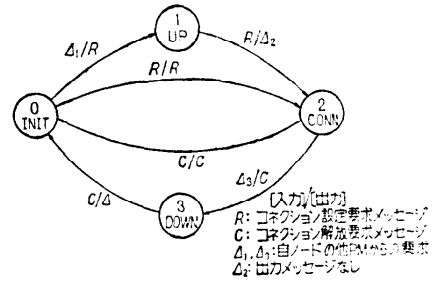 1
UP
Δ₁/R
R/Δ₂
R/R
0
INIT
2
CONN
C/C
C/Δ
Δ₃/C
3
DOWN
[入力]/[出力]
R: コネクション設定要求メッセージ
C: コネクション解放要求メッセージ
Δ₁, Δ₃: 自ノードの他PMからの要求
Δ₂: 出力メッセージなし